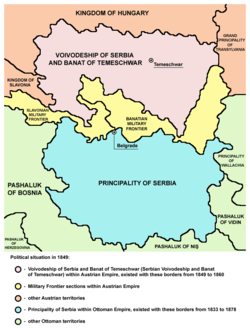 KINGDOM OF HUNGARY
VOIVODESHIP OF SERBIA
AND BANAT OF TEMESCHWAR
Temeschwar
GRAND
PRINCIPALITY OF
TRANSYLVANIA
KINGDOM OF
SLAVONIA
SLAVONIAN
MILITARY
FRONTIER
BANATIAN
MILITARY
FRONTIER
Belgrade
PRINCIPALITY OF
WALLACHIA
PASHALUK
OF BOSNIA
PRINCIPALITY OF SERBIA
PASHALUK
OF VIDIN
PASHALUK OF
HERZEGOVINA
PASHALUK OF NIŠ
Political situation in 1849:
- Voivodeship of Serbia and Banat of Temeschwar (Serbian Voivodeship and Banat
of Temeschwar) within Austrian Empire, existed with these borders from 1849 to 1860
- Military Frontier sections within Austrian Empire
- other Austrian territories
- Principality of Serbia within Ottoman Empire, existed with these borders from 1833 to 1878
- other Ottoman territories